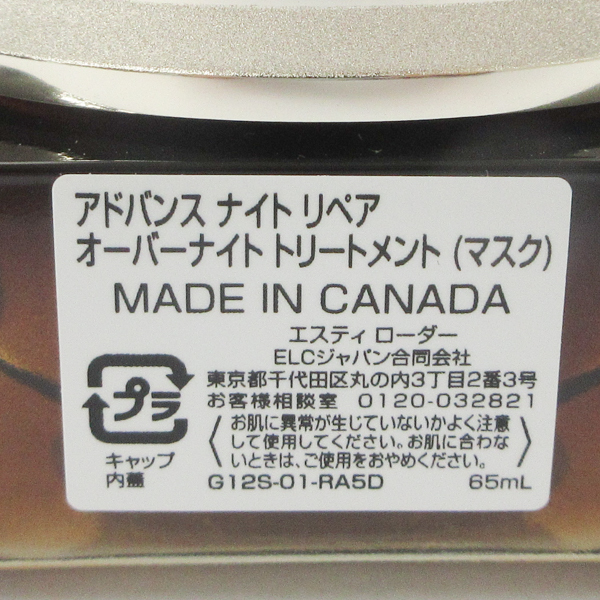 アドバンス ナイト リペア
オーバーナイト トリートメント (マスク)
MADE IN CANADA
エスティ ローダー
ELCジャパン合同会社
東京都千代田区丸の内3丁目2番3号
お客様相談室 0120-032821
プラ
キャップ
内蓋
〈お肌に異常が生じていないかよく注意
して使用してください。お肌に合わな
いときは、ご使用をおやめください。〉
G12S-01-RA5D 65mL